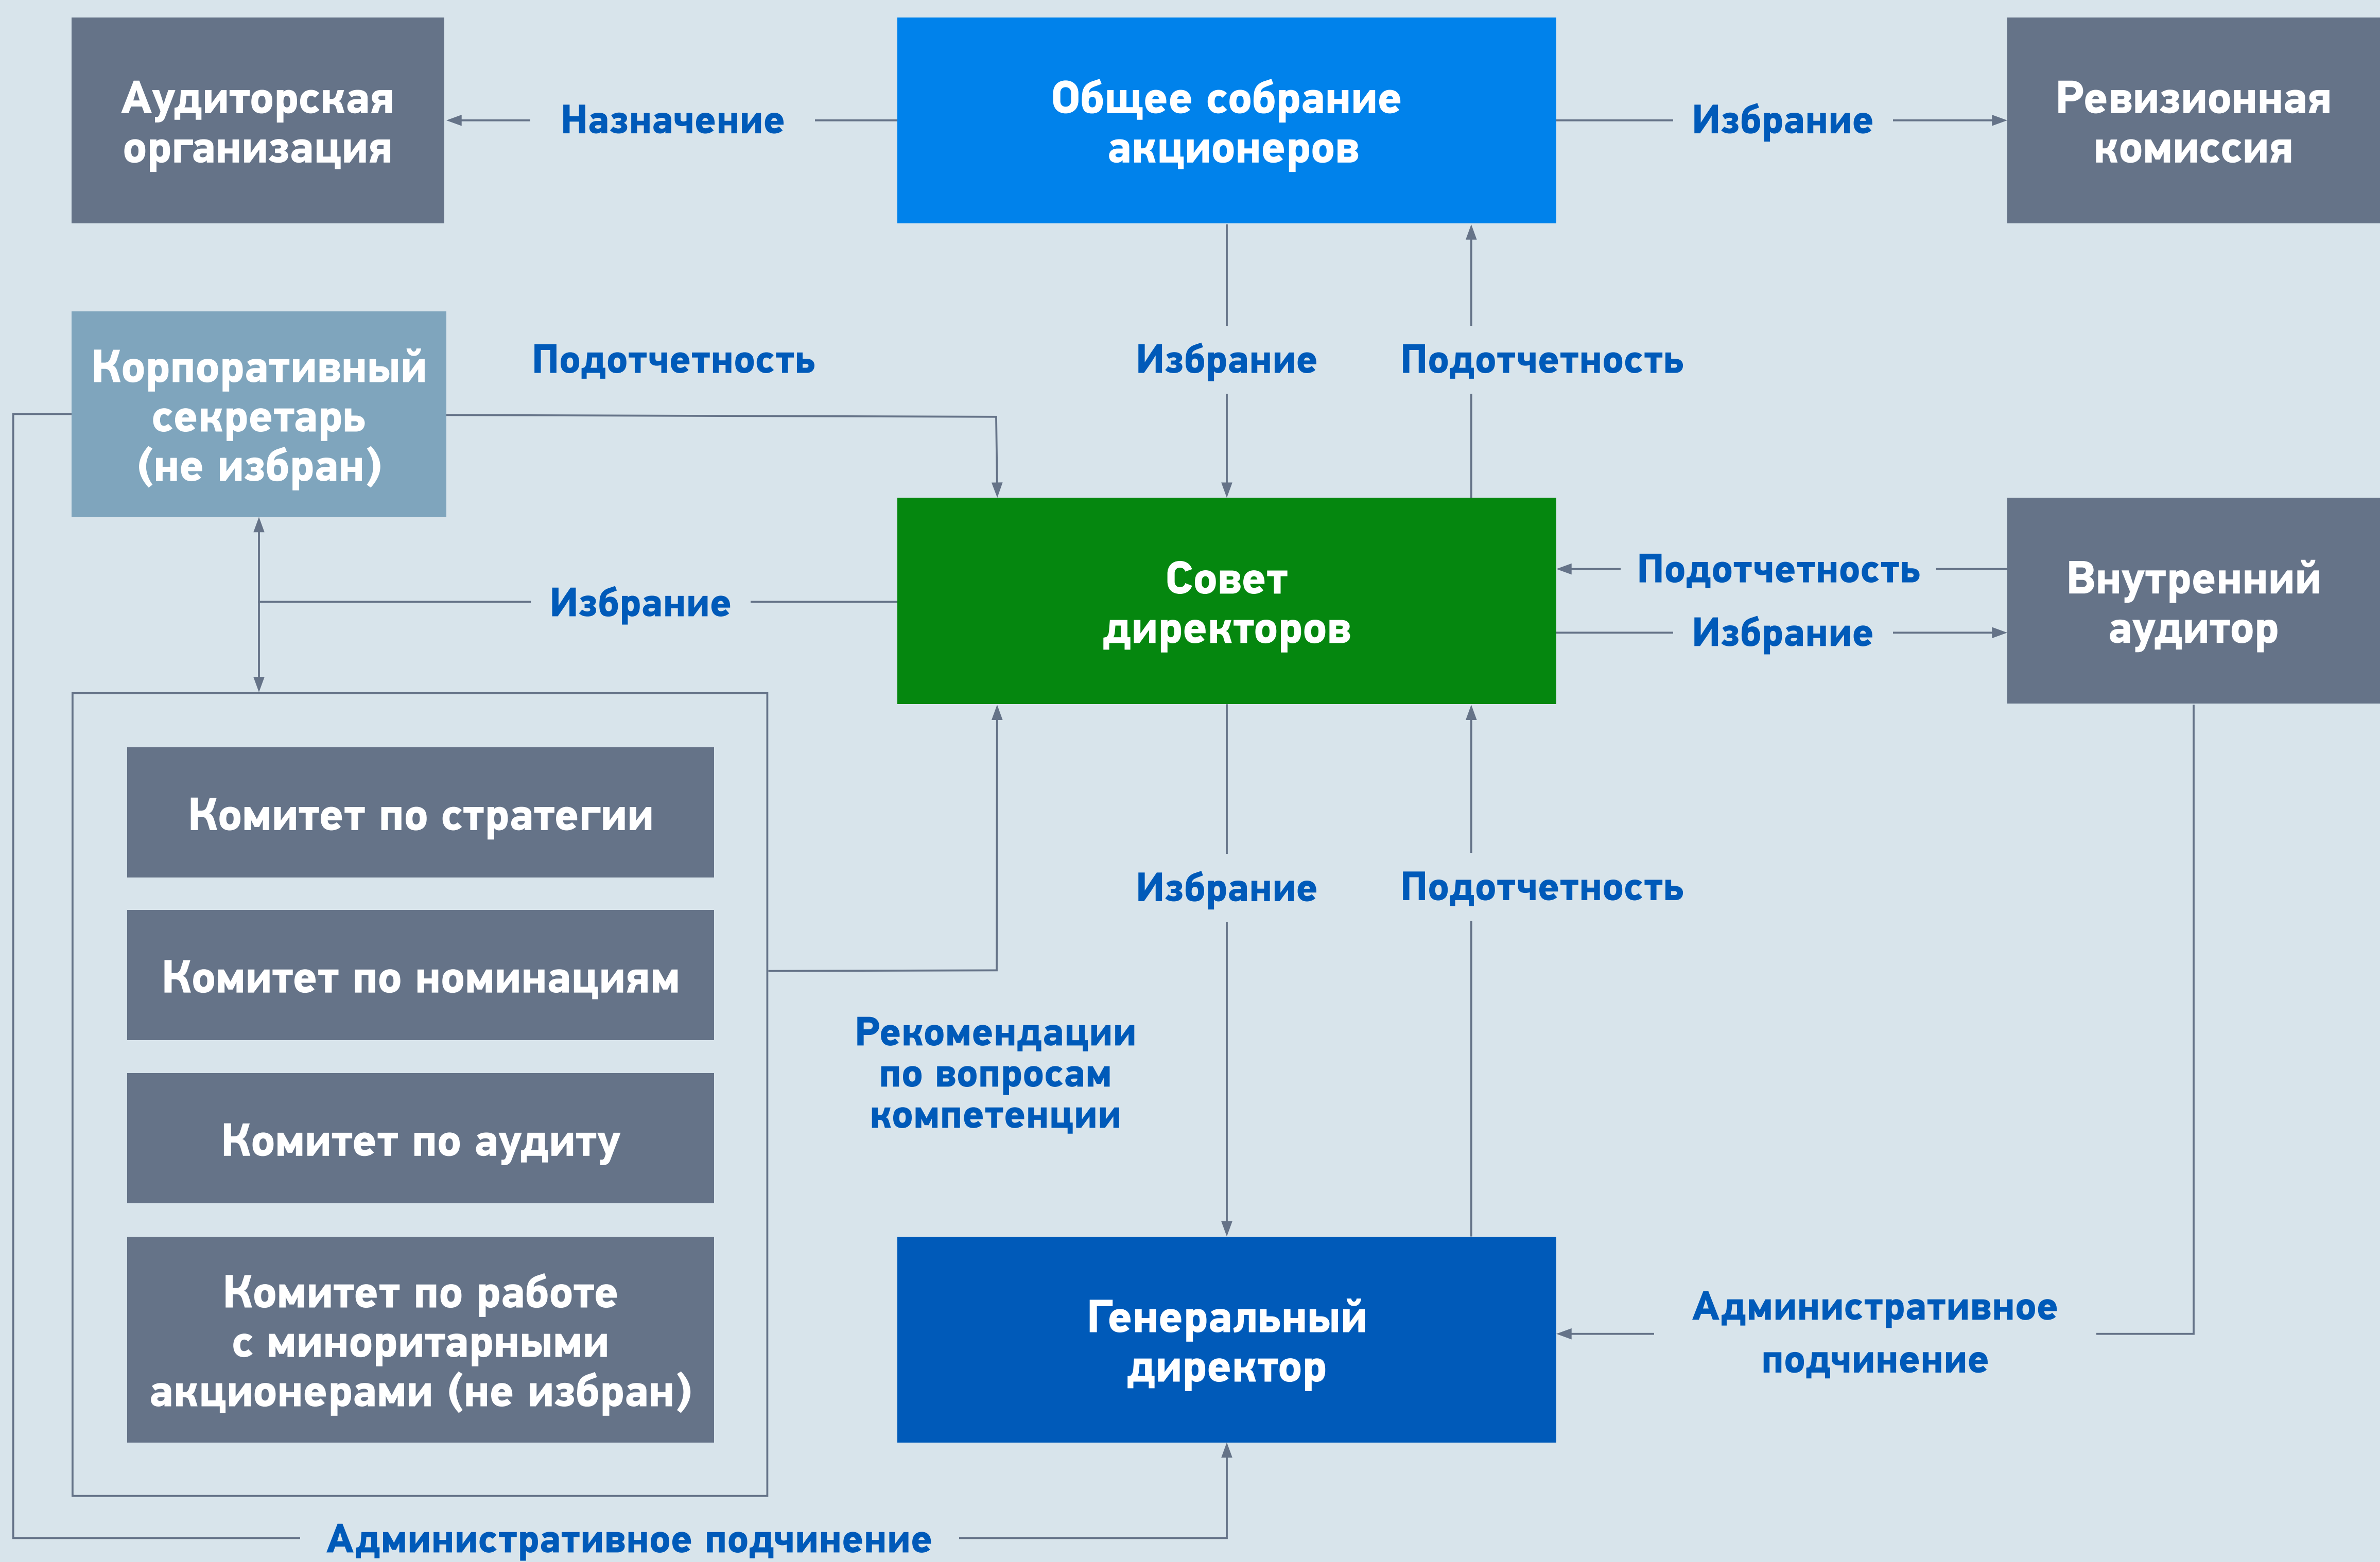 Аудиторская
организация
Назначение
Общее собрание
акционеров
Избрание
Ревизионная
комиссия
Корпоративный
секретарь
(не избран)
Подотчетность
Избрание
Подотчетность
Избрание
Совет
директоров
Подотчетность
Избрание
Внутренний
аудитор
Комитет по стратегии
Комитет по номинациям
Комитет по аудиту
Комитет по работе
с миноритарными
акционерами (не избран)
Избрание
Подотчетность
Рекомендации
по вопросам
компетенции
Генеральный
директор
Административное
подчинение
Административное подчинение